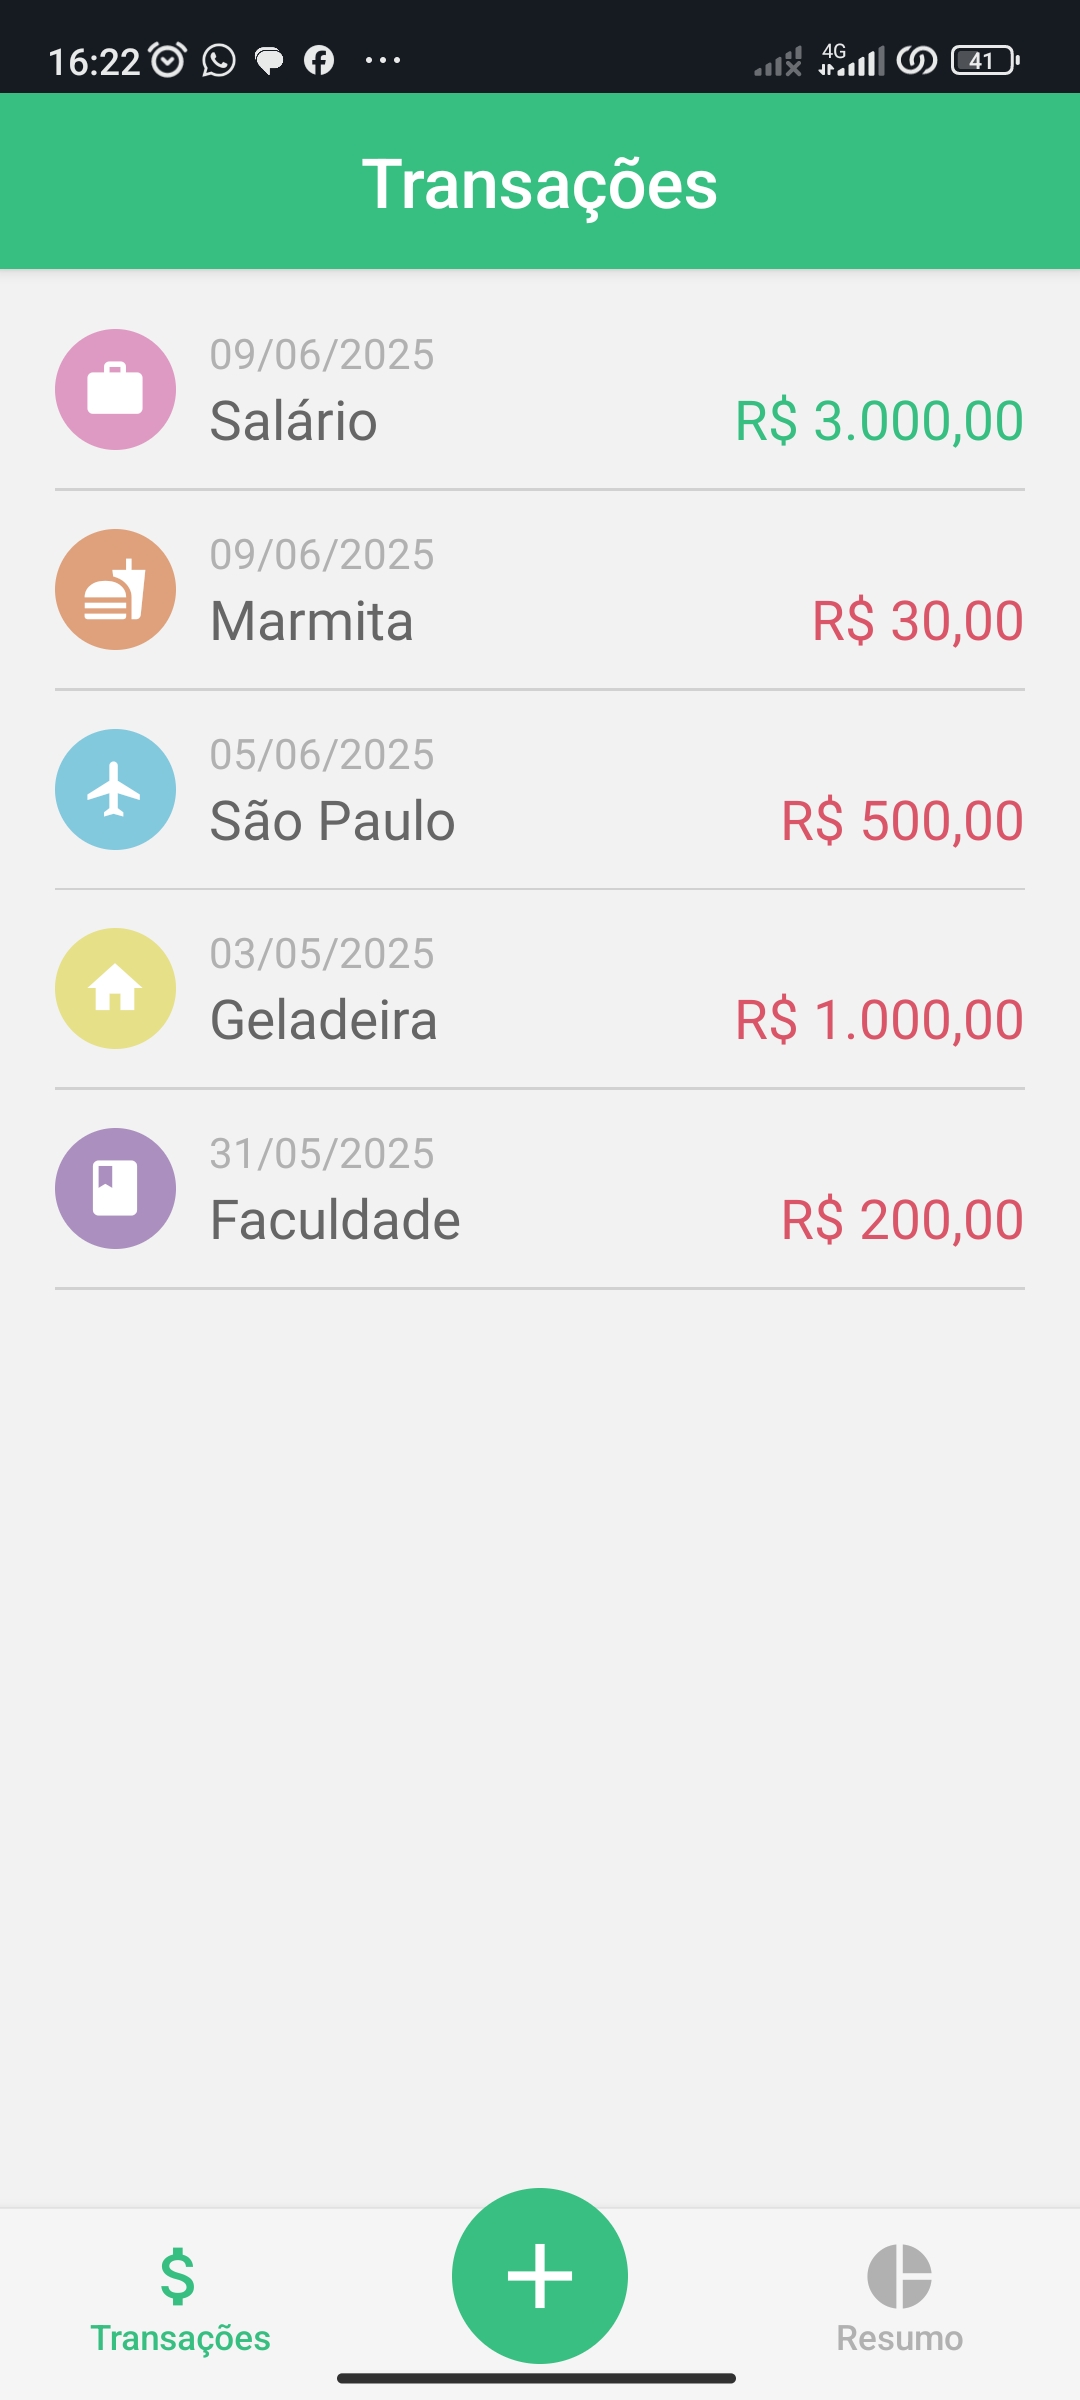 16:22
4G
41
Transações
09/06/2025
Salário R$ 3.000,00
09/06/2025
Marmita R$ 30,00
05/06/2025
São Paulo R$ 500,00
03/05/2025
Geladeira R$ 1.000,00
31/05/2025
Faculdade R$ 200,00
Transações
Resumo